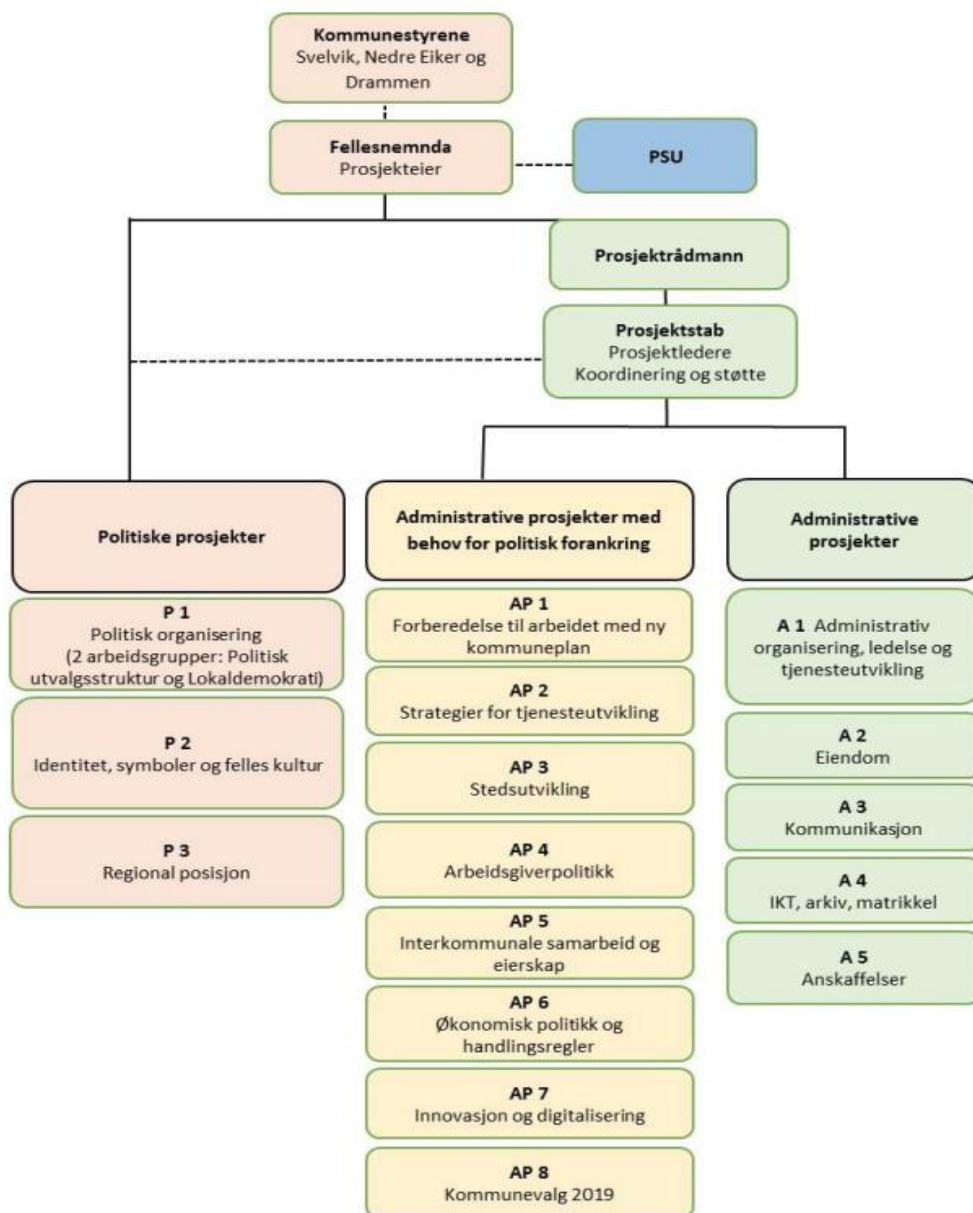 Kommunestyrene
Svelvik, Nedre Eiker og
Drammen
Fellesnemnda
Prosjekteier
PSU
Prosjektrådmann
Prosjektstab
Prosjektledere
Koordinering og støtte
Politiske prosjekter
P 1
Politisk organisering
(2 arbeidsgrupper: Politisk
utvalgsstruktur og Lokaldemokrati)
P 2
Identitet, symboler og felles kultur
P 3
Regional posisjon
Administrative prosjekter med
behov for politisk forankring
AP 1
Forberedelse til arbeidet med ny
kommuneplan
AP 2
Strategier for tjenesteutvikling
AP 3
Stedsutvikling
AP 4
Arbeidsgiverpolitikk
AP 5
Interkommunale samarbeid og
eierskap
AP 6
Økonomisk politikk og
handlingsregler
AP 7
Innovasjon og digitalisering
AP 8
Kommunevalg 2019
Administrative
prosjekter
A 1 Administrativ
organisering, ledelse og
tjenesteutvikling
A 2
Eiendom
A 3
Kommunikasjon
A 4
IKT, arkiv, matrikkel
A 5
Anskaffelser